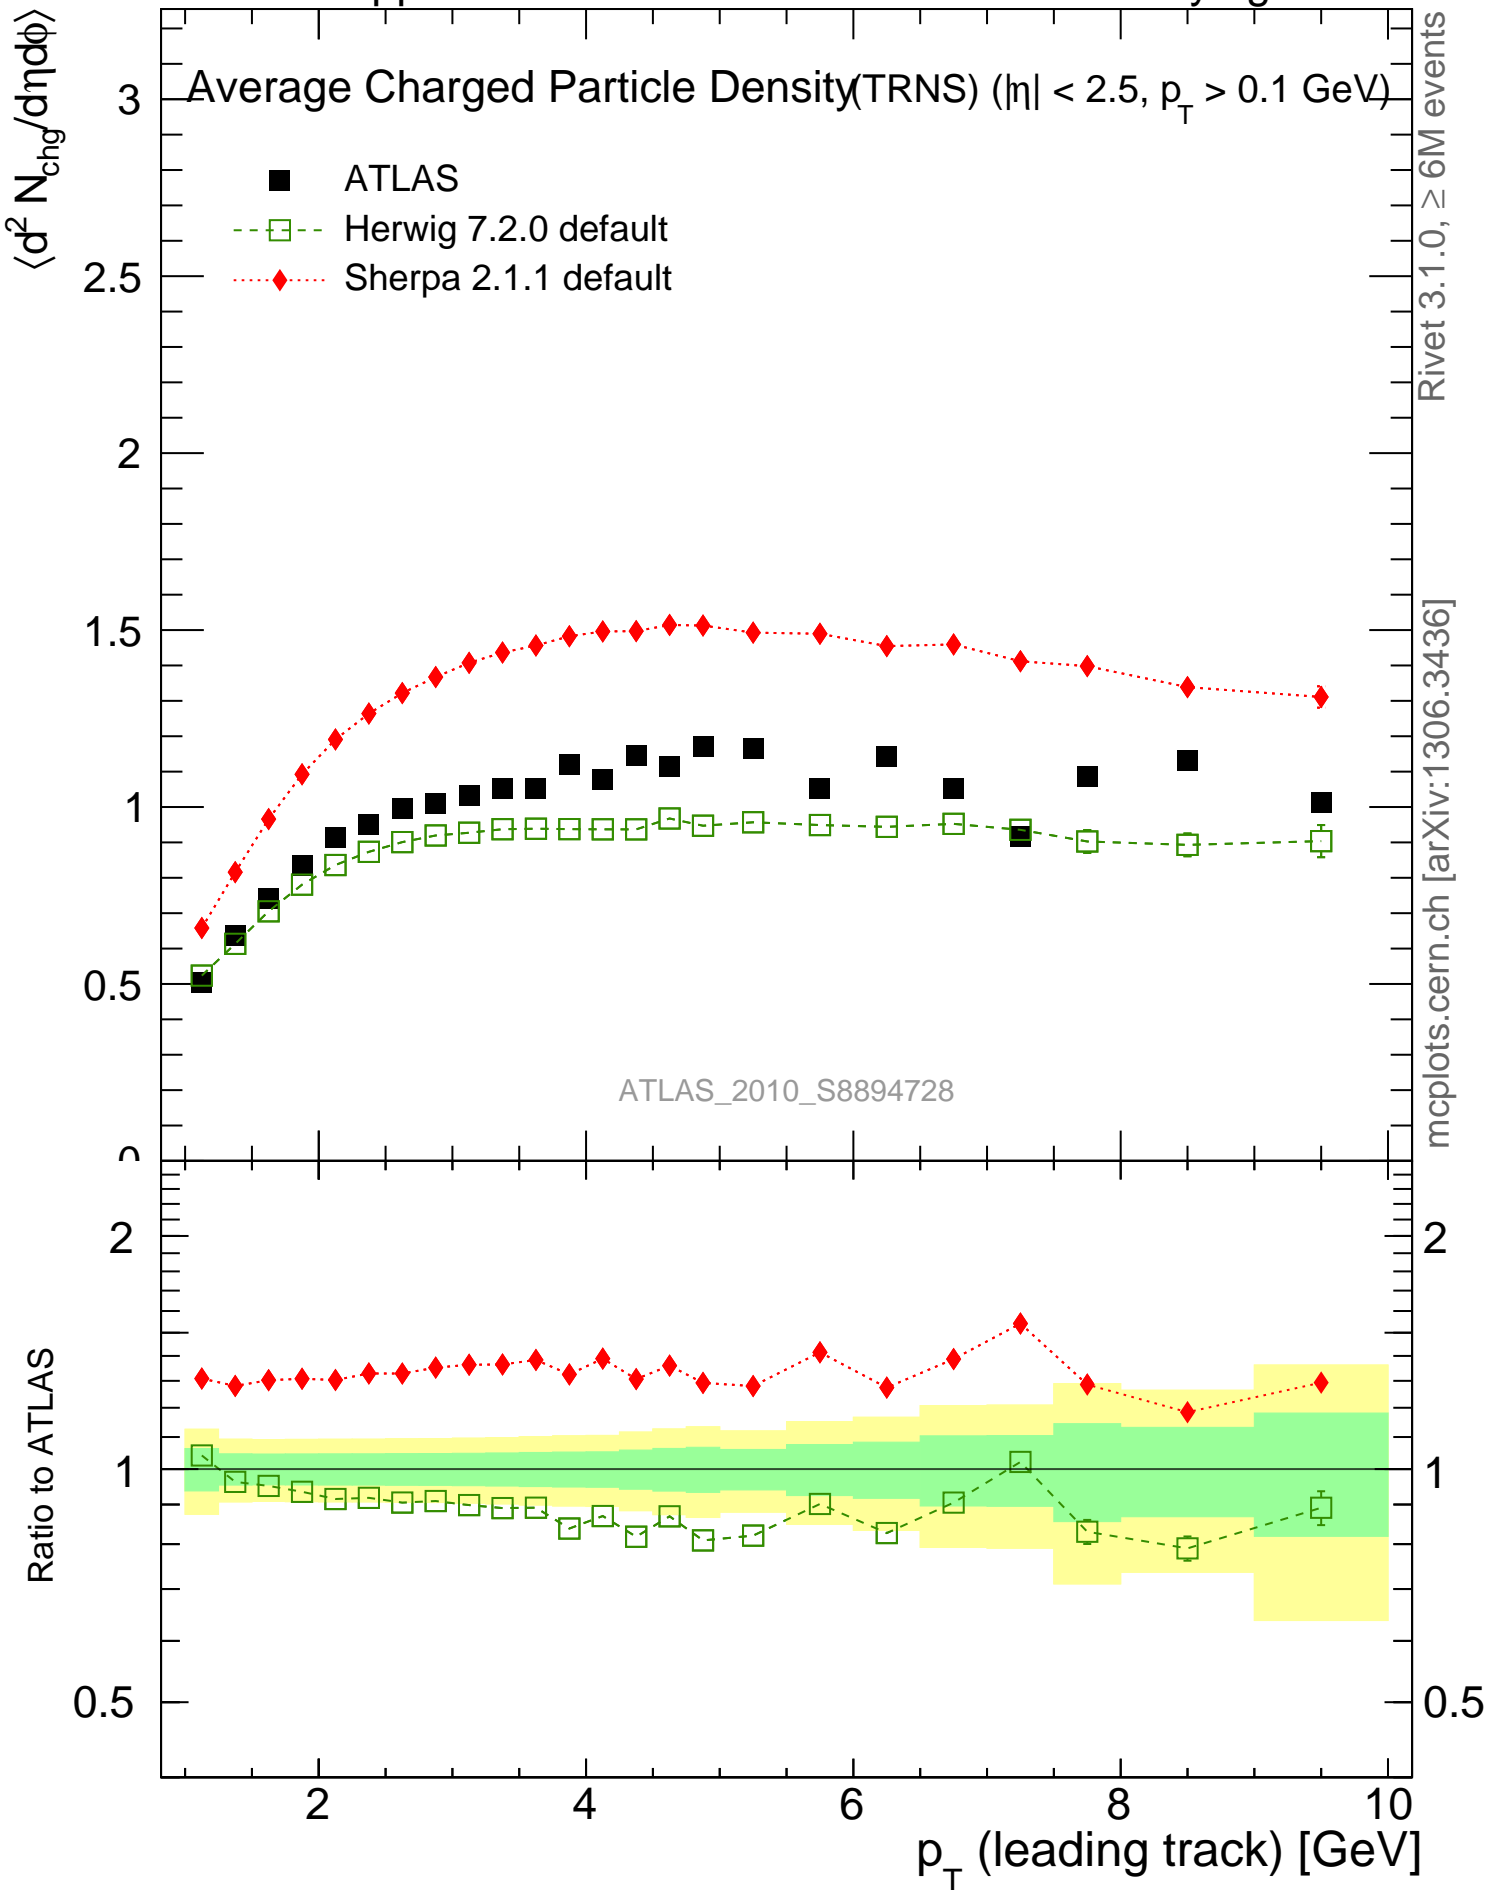 ⟨d² N_chg/dηdϕ⟩
Average Charged Particle Density(TRNS) (|η| < 2.5, p_T > 0.1 GeV)
ATLAS
Herwig 7.2.0 default
Sherpa 2.1.1 default
3
2.5
2
1.5
1
0.5
0
ATLAS_2010_S8894728
Rivet 3.1.0, ≥ 6M events
mcplots.cern.ch [arXiv:1306.3436]
Ratio to ATLAS
2
1
0.5
2
1
0.5
2 4 6 8 10
p_T (leading track) [GeV]